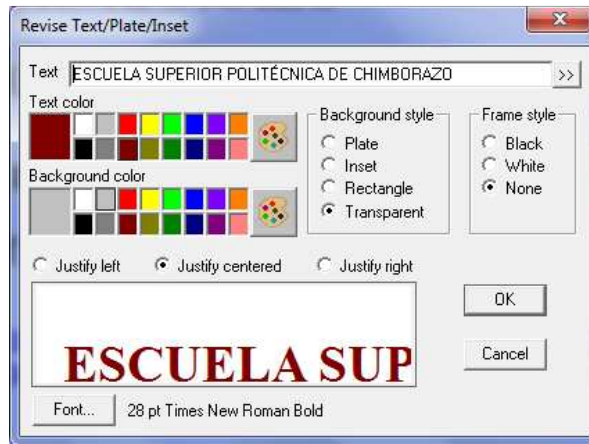 Revise Text/Plate/Inset
Text ESCUELA SUPERIOR POLITÉCNICA DE CHIMBORAZO >>
Text color
Background color
Background style
Plate
Inset
Rectangle
Transparent
Frame style
Black
White
None
Justify left Justify centered Justify right
ESCUELA SUP
OK
Cancel
Font... 28 pt Times New Roman Bold